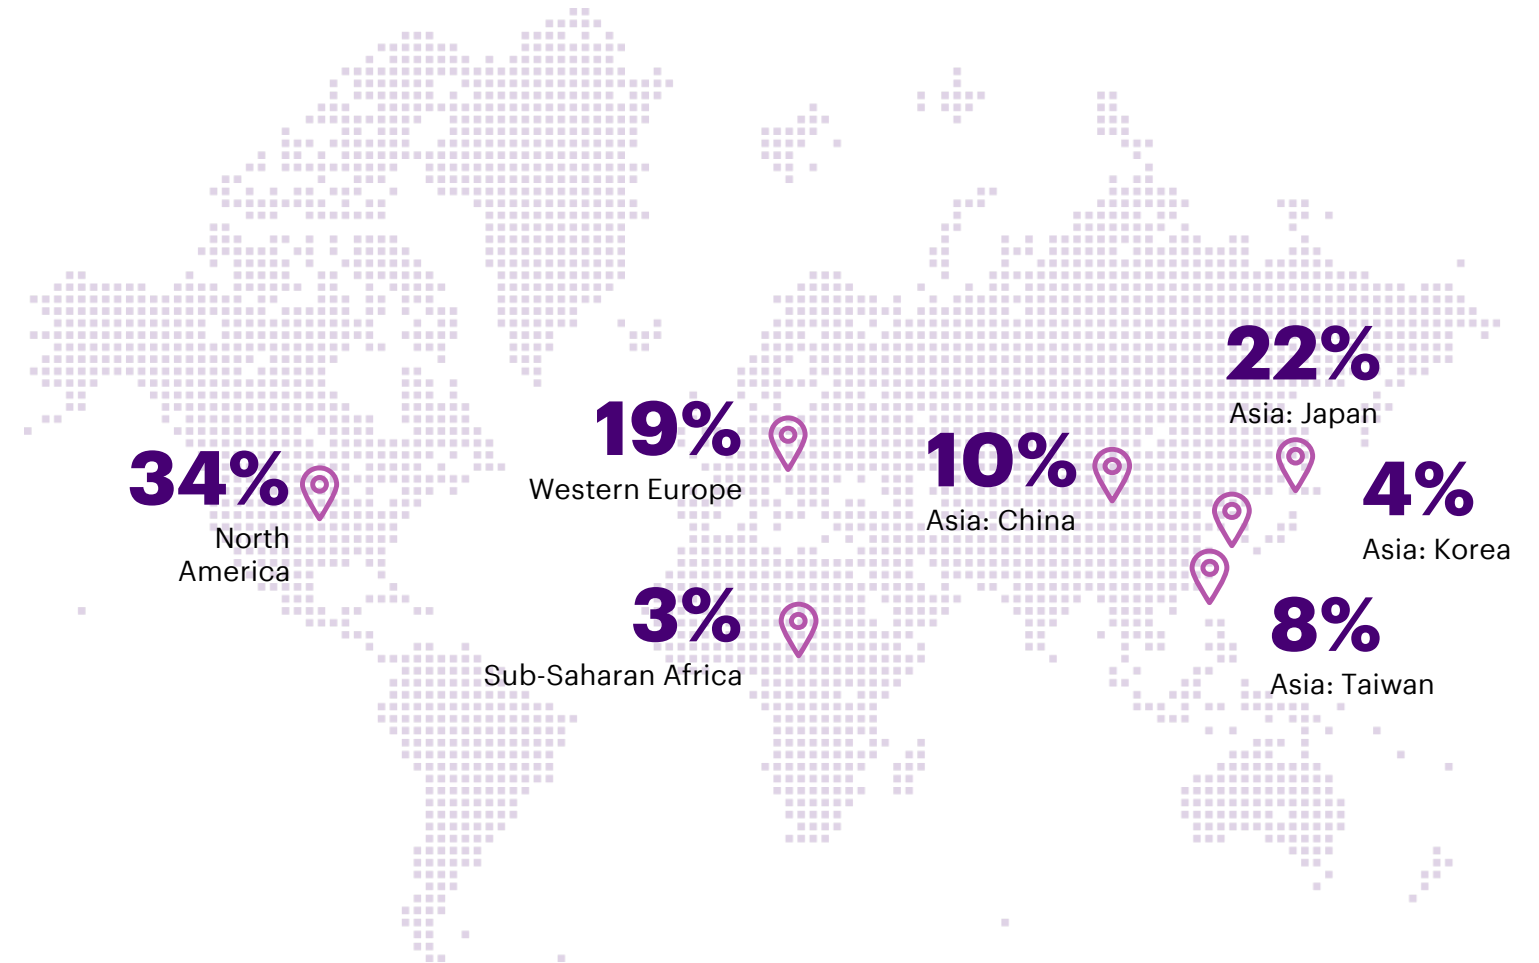 22%
Asia: Japan
19%
Western Europe
10%
Asia: China
34%
North
America
4%
Asia: Korea
3%
Sub-Saharan Africa
8%
Asia: Taiwan